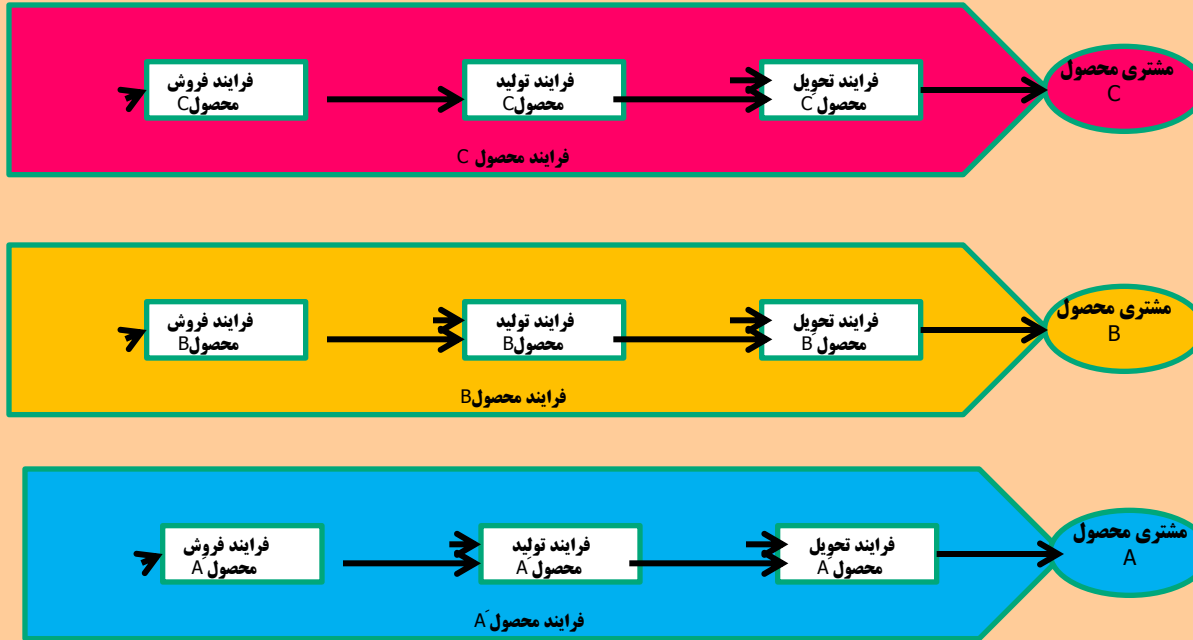 فرایند فروش
محصولC
فرایند تولید
محصولC
فرایند تحویل
محصول C
مشتری محصول
C
فرایند محصول C
فرایند فروش
محصولB
فرایند تولید
محصولB
فرایند تحویل
محصول B
مشتری محصول
B
فرایند محصولB
فرایند فروش
محصول A
فرایند تولید
محصول A
فرایند تحویل
محصول A
مشتری محصول
A
فرایند محصول A